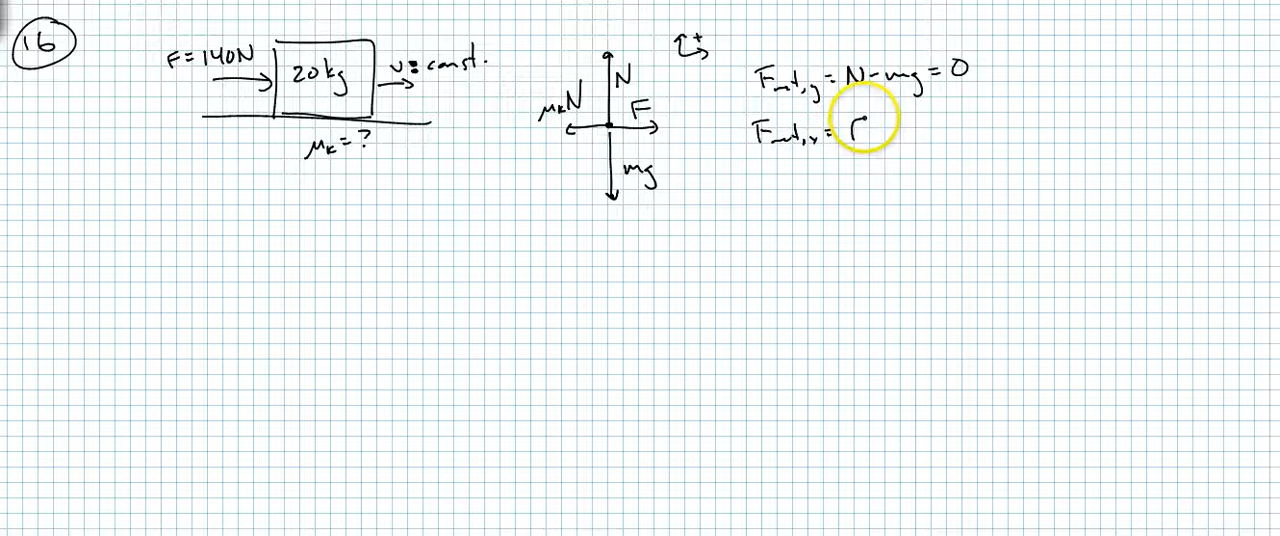 16
F = 140N
20kg
v: const.
μk = ?
N
μkN
F
mg
+
Fnet,y = N - mg = 0
Fnet,x =